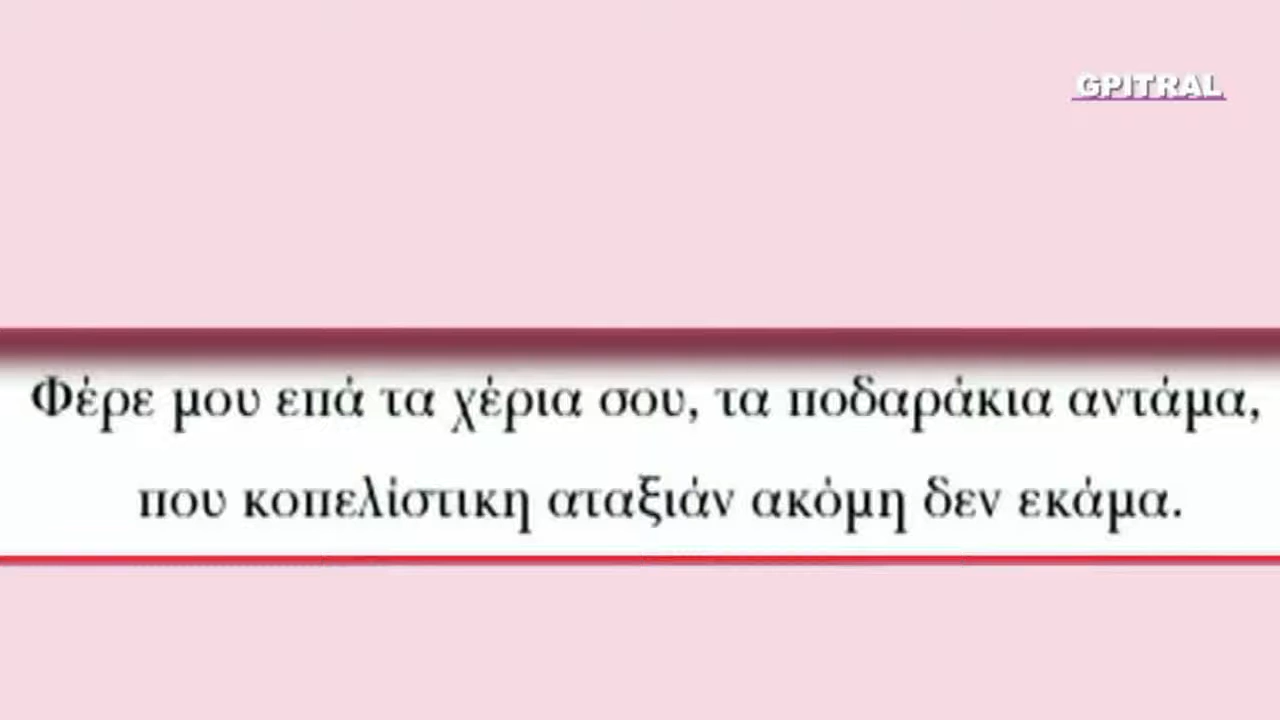 GPITRAL
Φέρε μου επά τα χέρια σου, τα ποδαράκια αντάμα,
που κοπελίστικη αταξιάν ακόμη δεν εκάμα.